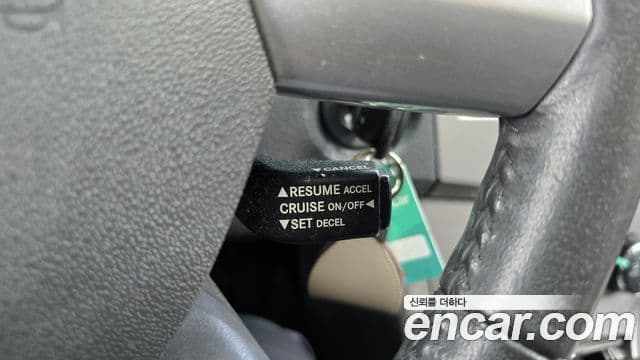 ▼CANCEL
▲RESUME ACCEL
CRUISE ON/OFF◀
▼SET DECEL
신뢰를 더하다
encar.com